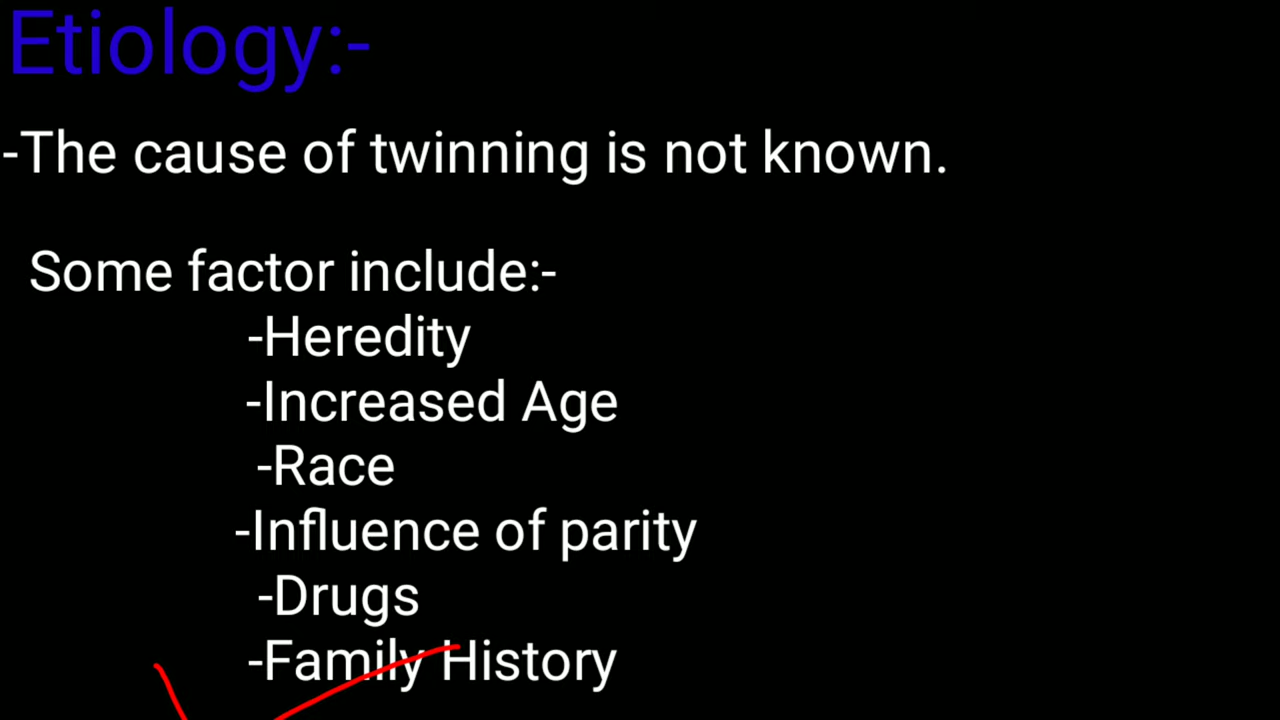 Etiology:-
-The cause of twinning is not known.
Some factor include:-
-Heredity
-Increased Age
-Race
-Influence of parity
-Drugs
-Family History